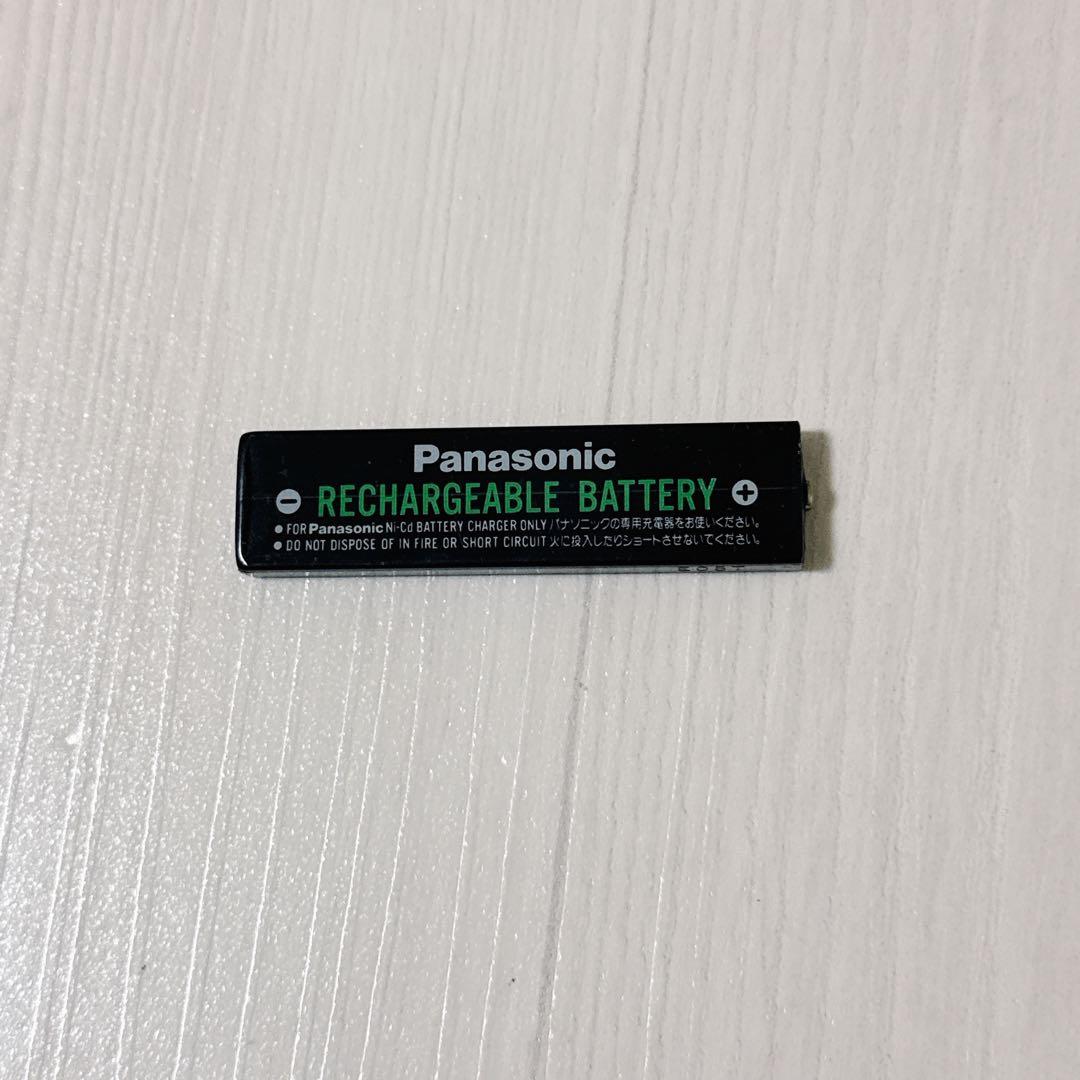 Panasonic
⊖ RECHARGEABLE BATTERY ⊕
● FOR Panasonic Ni-Cd BATTERY CHARGER ONLY パナソニックの専用充電器をお使いください。
● DO NOT DISPOSE OF IN FIRE OR SHORT CIRCUIT 火に投入したりショートさせないでください。